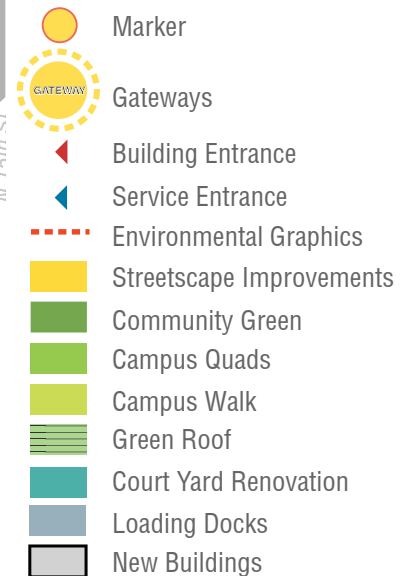 Marker
GATEWAY
Gateways
Building Entrance
Service Entrance
Environmental Graphics
Streetscape Improvements
Community Green
Campus Quads
Campus Walk
Green Roof
Court Yard Renovation
Loading Docks
New Buildings